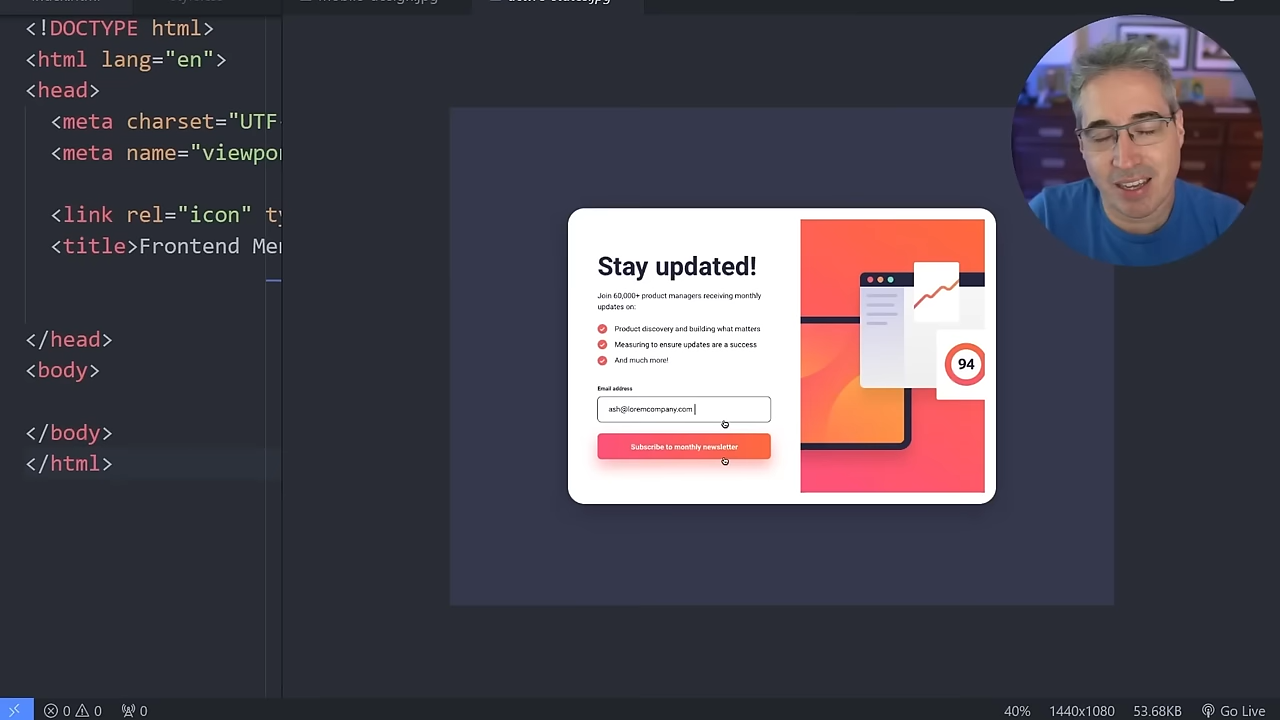 <!DOCTYPE html>
<html lang="en">
<head>
<meta charset="UTF-
<meta name="viewpo
<link rel="icon" ty
<title>Frontend Me
</head>
<body>
</body>
</html>
Stay updated!
Join 60,000+ product managers receiving monthly
updates on:
Product discovery and building what matters
Measuring to ensure updates are a success
And much more!
Email address
ash@loremcompany.com
Subscribe to monthly newsletter
94
0 0 0
40% 1440x1080 53.68KB Go Live